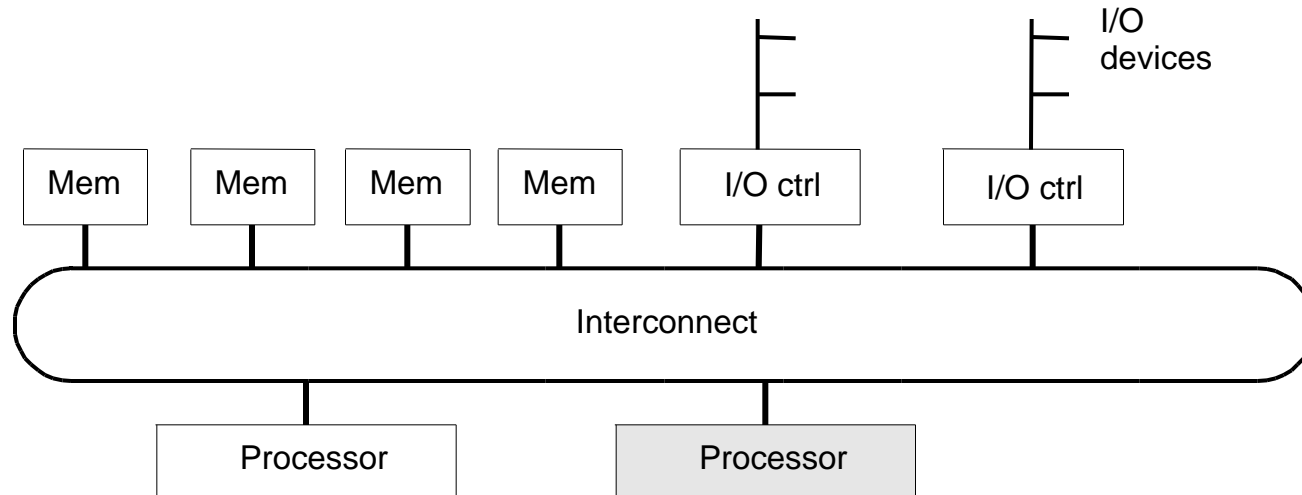 I/O
devices
Mem
Mem
Mem
Mem
I/O ctrl
I/O ctrl
Interconnect
Processor
Processor